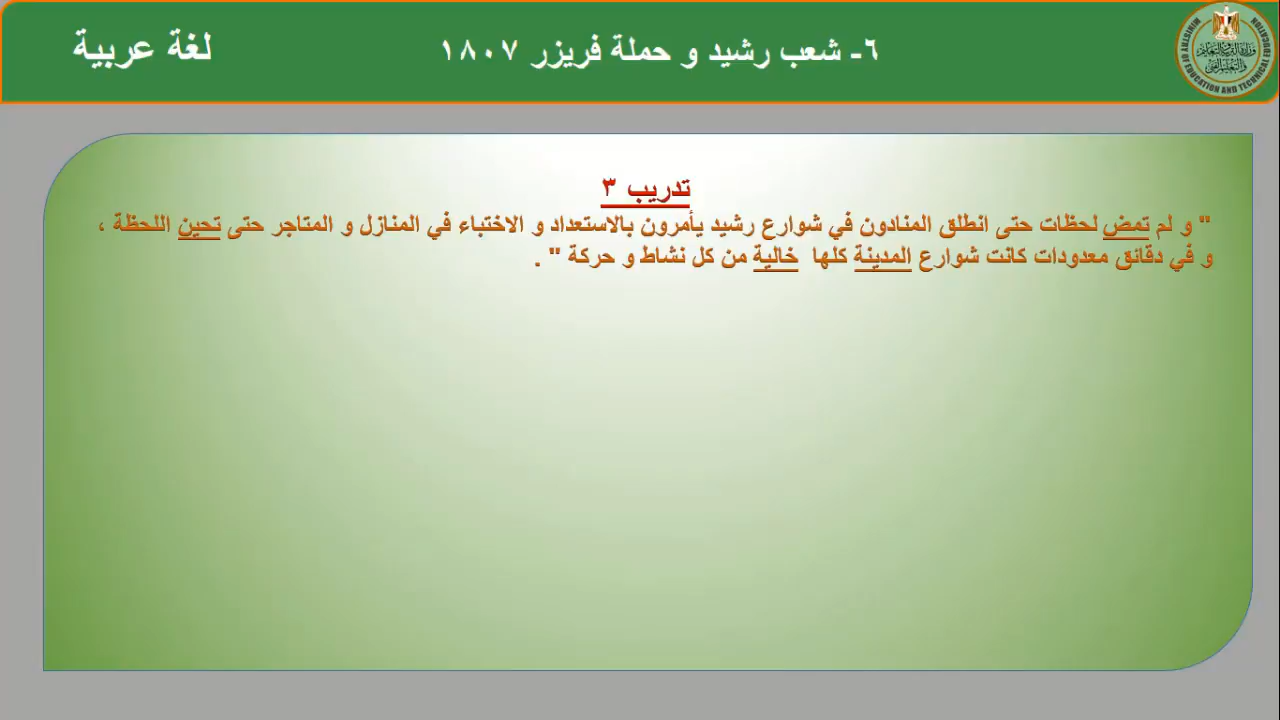 ٦- شعب رشيد و حملة فريزر ١٨٠٧
لغة عربية
تدريب ٣
" و لم تمض لحظات حتى انطلق المنادون في شوارع رشيد يأمرون بالاستعداد و الاختباء في المنازل و المتاجر حتى تحين اللحظة ،
و في دقائق معدودات كانت شوارع المدينة كلها خالية من كل نشاط و حركة " .